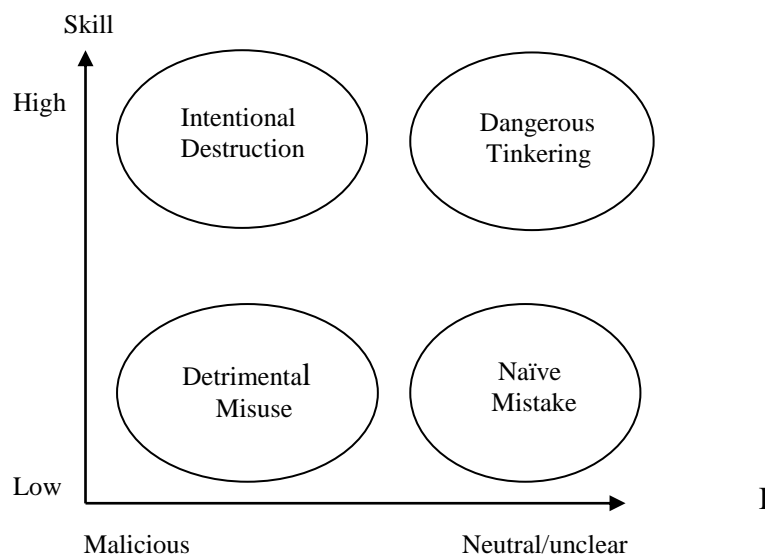 Skill
High
Intentional
Destruction
Dangerous
Tinkering
Detrimental
Misuse
Naïve
Mistake
Low
Malicious
Neutral/unclear